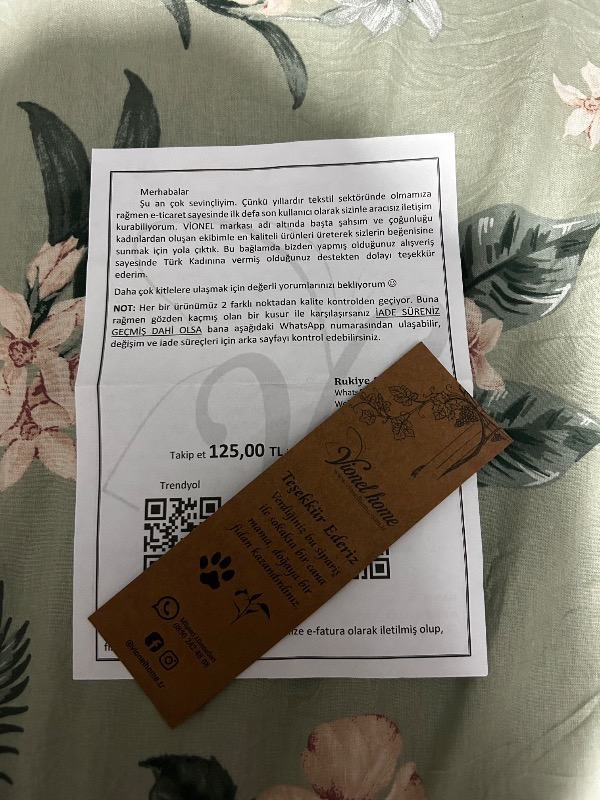 Merhabalar
Şu an çok sevinçliyim. Çünkü yıllardır tekstil sektöründe olmamıza
rağmen e-ticaret sayesinde ilk defa son kullanıcı olarak sizinle aracısız iletişim
kurabiliyorum. VİONEL markası adı altında başta şahsım ve çoğunluğu
kadınlardan oluşan ekibimle en kaliteli ürünleri üreterek sizlerin beğenisine
sunmak için yola çıktık. Bu bağlamda bizden yapmış olduğunuz alışveriş
sayesinde Türk Kadınına vermiş olduğunuz destekten dolayı teşekkür
ederim.
Daha çok kitlelere ulaşmak için değerli yorumlarınızı bekliyorum ☺
NOT: Her bir ürünümüz 2 farklı noktadan kalite kontrolden geçiyor. Buna
rağmen gözden kaçmış olan bir kusur ile karşılaşırsanız İADE SÜRENİZ
GEÇMİŞ DAHİ OLSA bana aşağıdaki WhatsApp numarasından ulaşabilir,
değişim ve iade süreçleri için arka sayfayı kontrol edebilirsiniz.
Rukiye
Takip et 125,00 TL
Trendyol
e-fatura olarak iletilmiş olup,
Vionel home
Teşekkür Ederiz
Verdiğiniz bu sipariş
ile sokakta bir cana
mama, doğaya bir
fidan kazandırdınız.
@vionelhome.tr